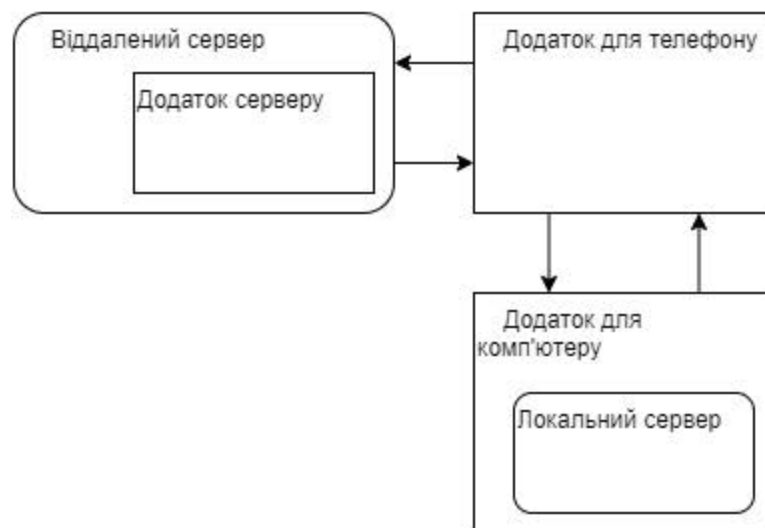 Віддалений сервер
Додаток серверу
Додаток для телефону
Додаток для
комп'ютеру
Локальний сервер